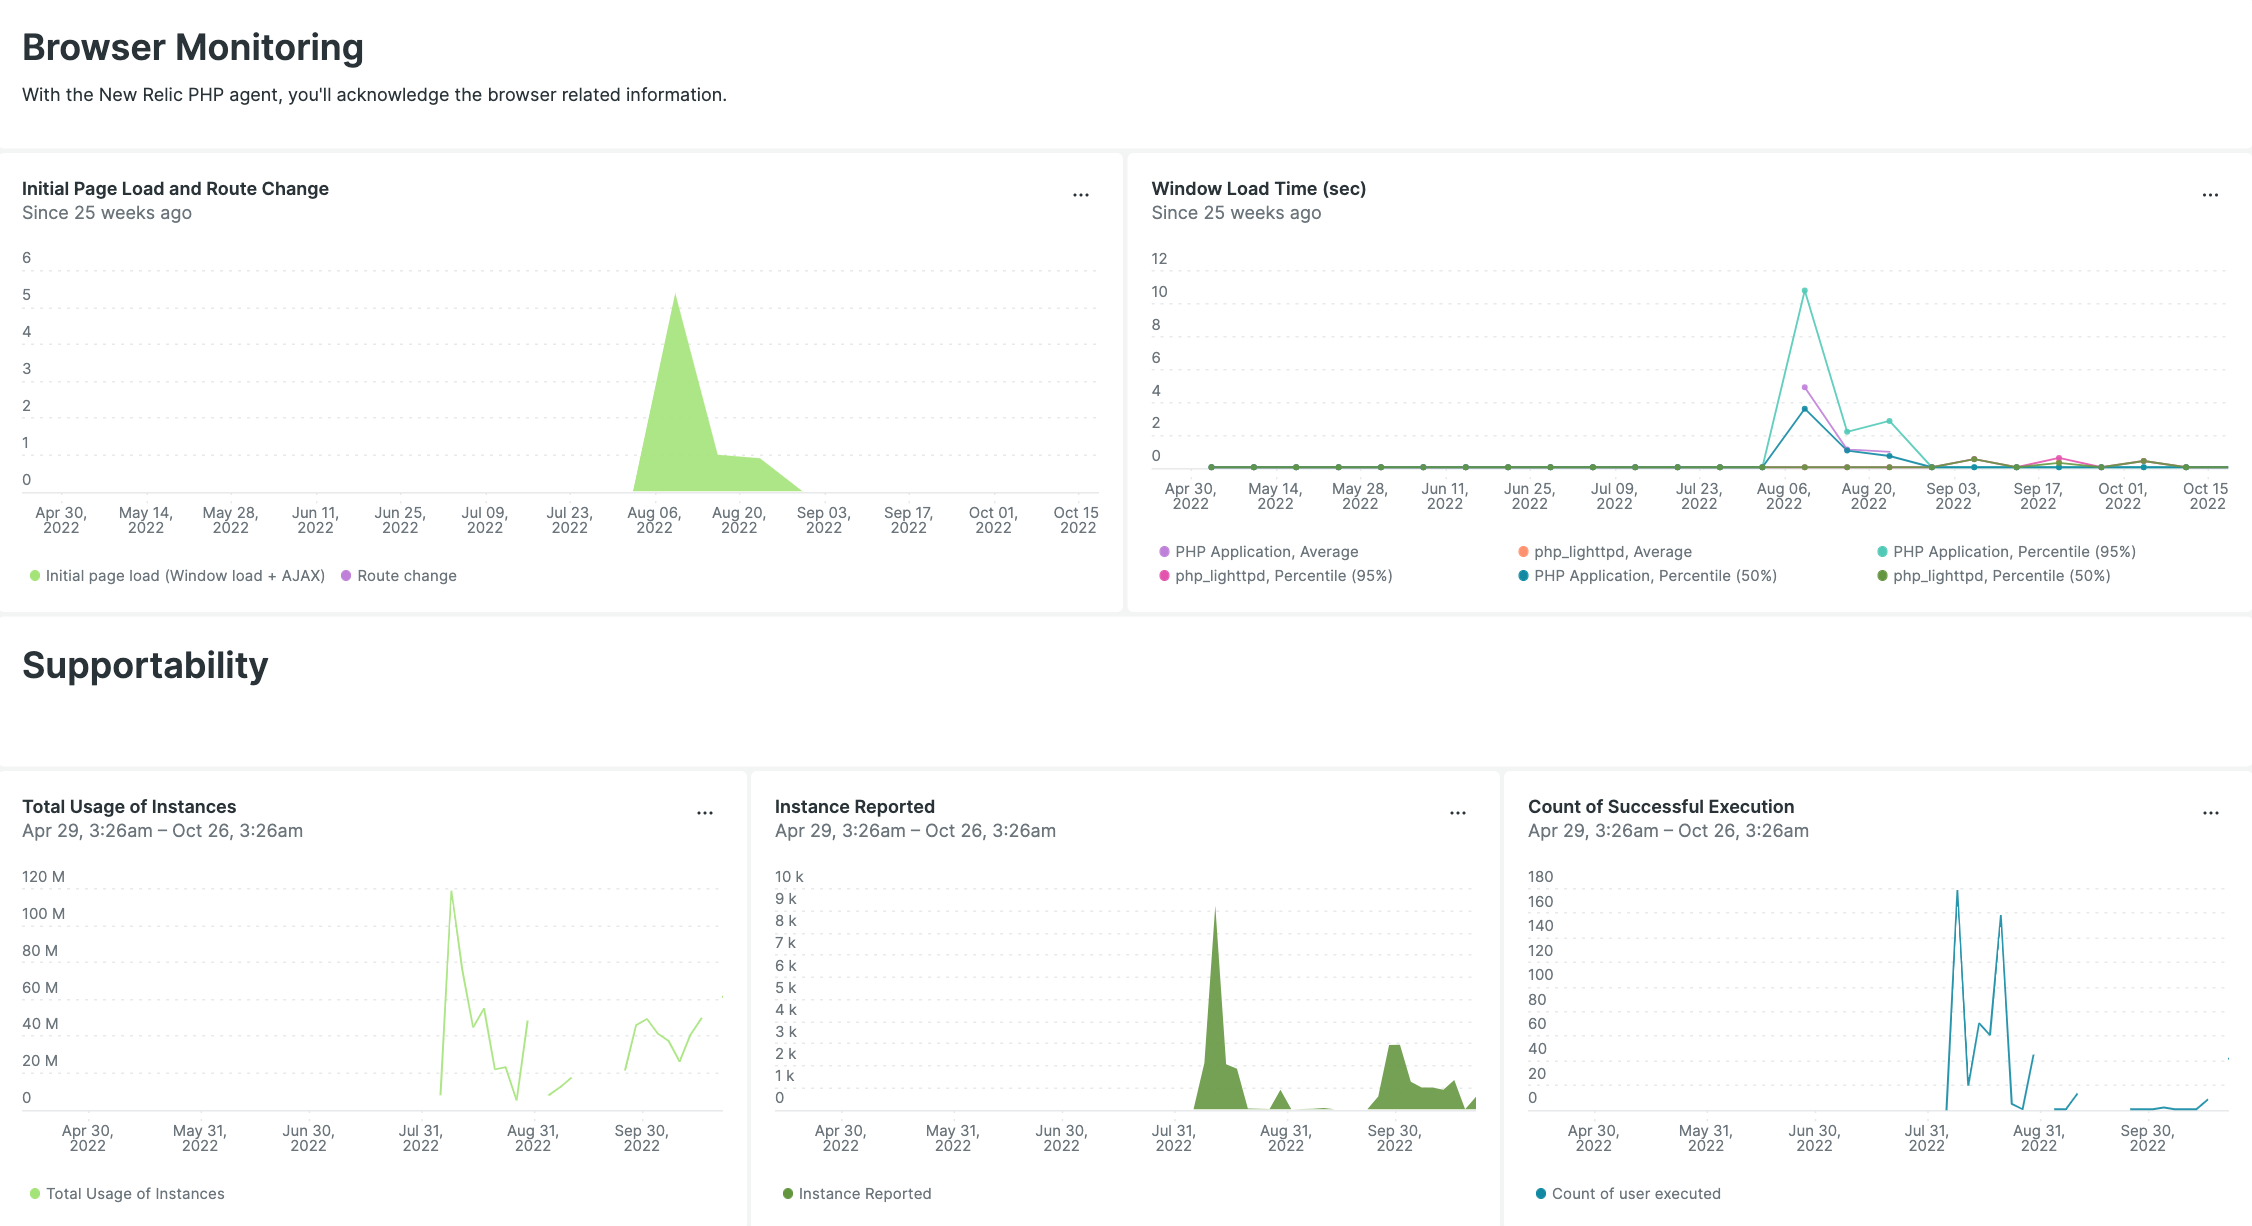 Browser Monitoring
With the New Relic PHP agent, you'll acknowledge the browser related information.
Initial Page Load and Route Change
Since 25 weeks ago
6
5
4
3
2
1
0
Apr 30, 2022
May 14, 2022
May 28, 2022
Jun 11, 2022
Jun 25, 2022
Jul 09, 2022
Jul 23, 2022
Aug 06, 2022
Aug 20, 2022
Sep 03, 2022
Sep 17, 2022
Oct 01, 2022
Oct 15 2022
Initial page load (Window load + AJAX)
Route change
Window Load Time (sec)
Since 25 weeks ago
12
10
8
6
4
2
0
Apr 30, 2022
May 14, 2022
May 28, 2022
Jun 11, 2022
Jun 25, 2022
Jul 09, 2022
Jul 23, 2022
Aug 06, 2022
Aug 20, 2022
Sep 03, 2022
Sep 17, 2022
Oct 01, 2022
Oct 15 2022
PHP Application, Average
php_lighttpd, Average
PHP Application, Percentile (95%)
php_lighttpd, Percentile (95%)
PHP Application, Percentile (50%)
php_lighttpd, Percentile (50%)
Supportability
Total Usage of Instances
Apr 29, 3:26am – Oct 26, 3:26am
120 M
100 M
80 M
60 M
40 M
20 M
0
Apr 30, 2022
May 31, 2022
Jun 30, 2022
Jul 31, 2022
Aug 31, 2022
Sep 30, 2022
Total Usage of Instances
Instance Reported
Apr 29, 3:26am – Oct 26, 3:26am
10 k
9 k
8 k
7 k
6 k
5 k
4 k
3 k
2 k
1 k
0
Apr 30, 2022
May 31, 2022
Jun 30, 2022
Jul 31, 2022
Aug 31, 2022
Sep 30, 2022
Instance Reported
Count of Successful Execution
Apr 29, 3:26am – Oct 26, 3:26am
180
160
140
120
100
80
60
40
20
0
Apr 30, 2022
May 31, 2022
Jun 30, 2022
Jul 31, 2022
Aug 31, 2022
Sep 30, 2022
Count of user executed